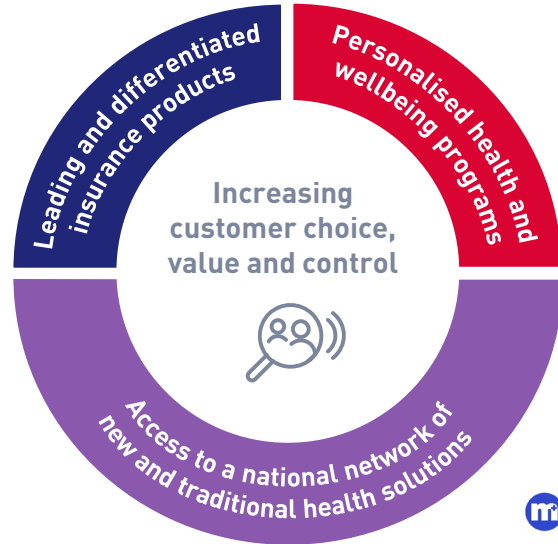 Leading and differentiated
insurance products
Personalised health and
wellbeing programs
Increasing
customer choice,
value and control
Access to a national network of
new and traditional health solutions
m